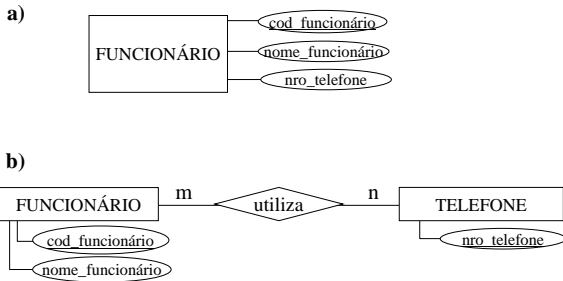 a)
cod_funcionário
FUNCIONÁRIO
nome_funcionário
nro_telefone
b)
FUNCIONÁRIO m utiliza n TELEFONE
cod_funcionário nro_telefone
nome_funcionário